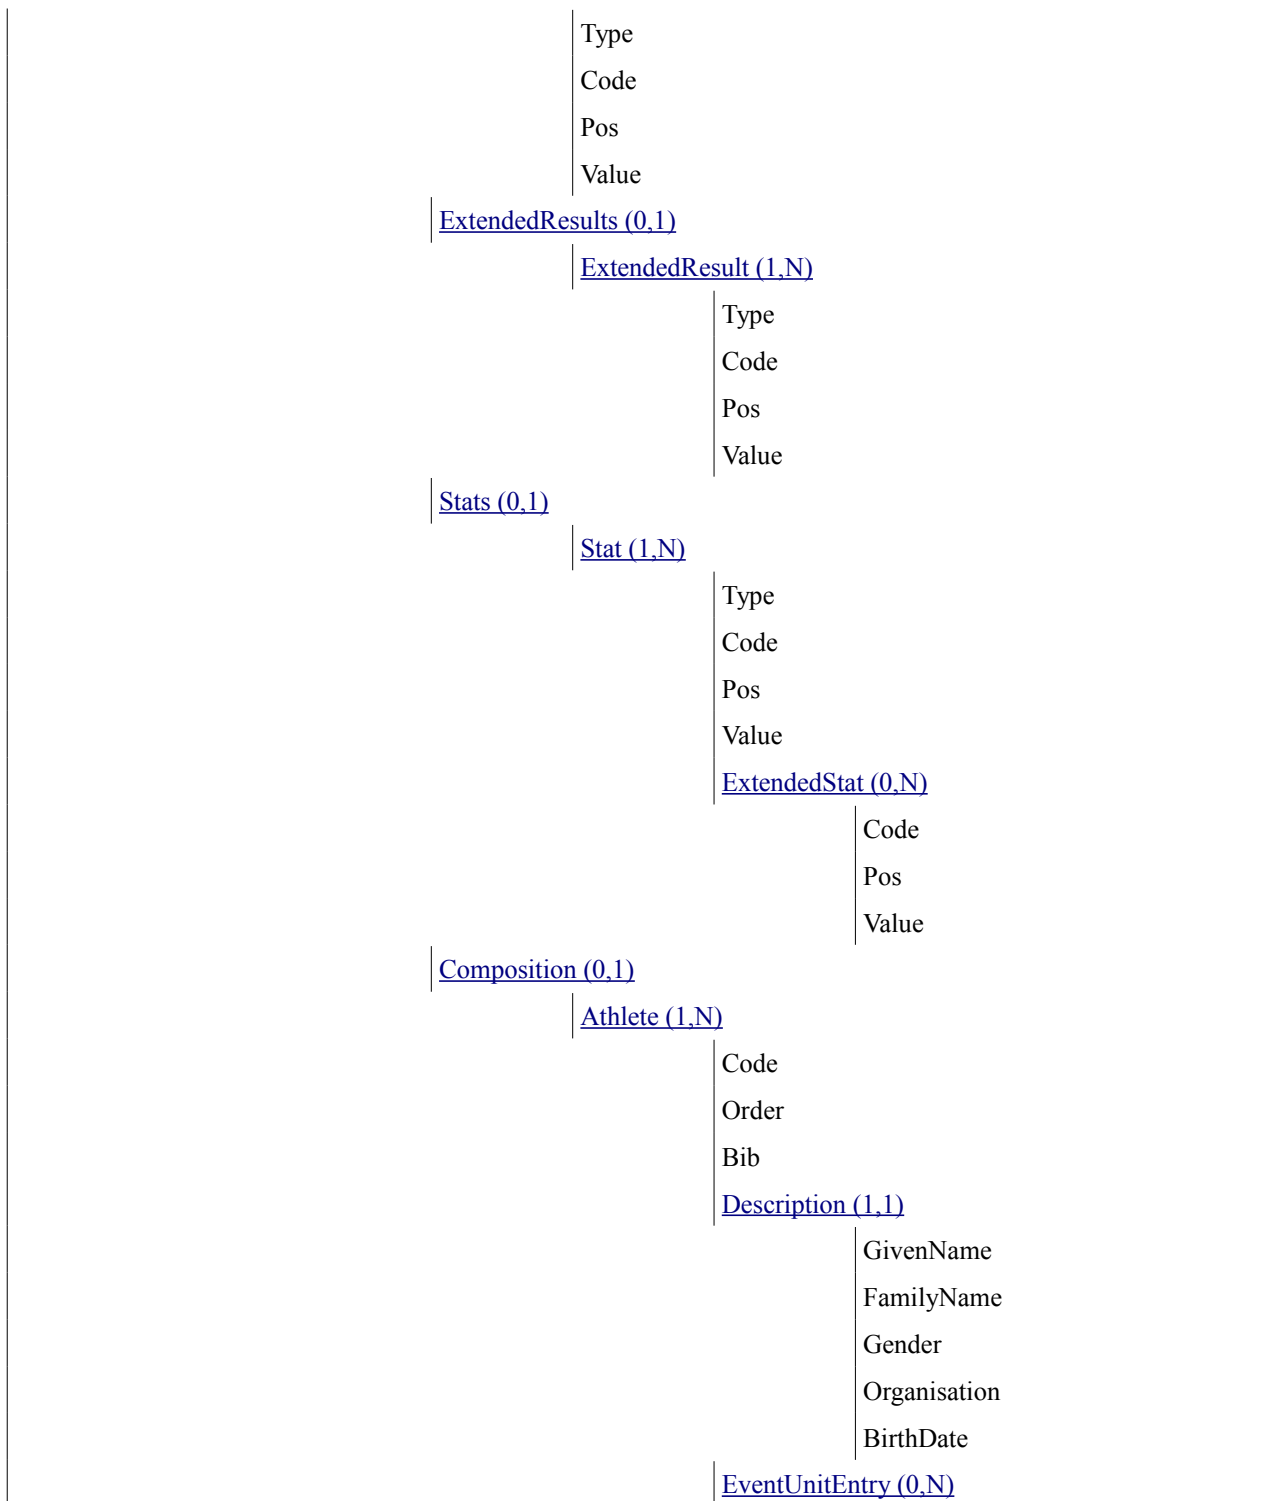 Type
Code
Pos
Value
ExtendedResults (0,1)
ExtendedResult (1,N)
Type
Code
Pos
Value
Stats (0,1)
Stat (1,N)
Type
Code
Pos
Value
ExtendedStat (0,N)
Code
Pos
Value
Composition (0,1)
Athlete (1,N)
Code
Order
Bib
Description (1,1)
GivenName
FamilyName
Gender
Organisation
BirthDate
EventUnitEntry (0,N)